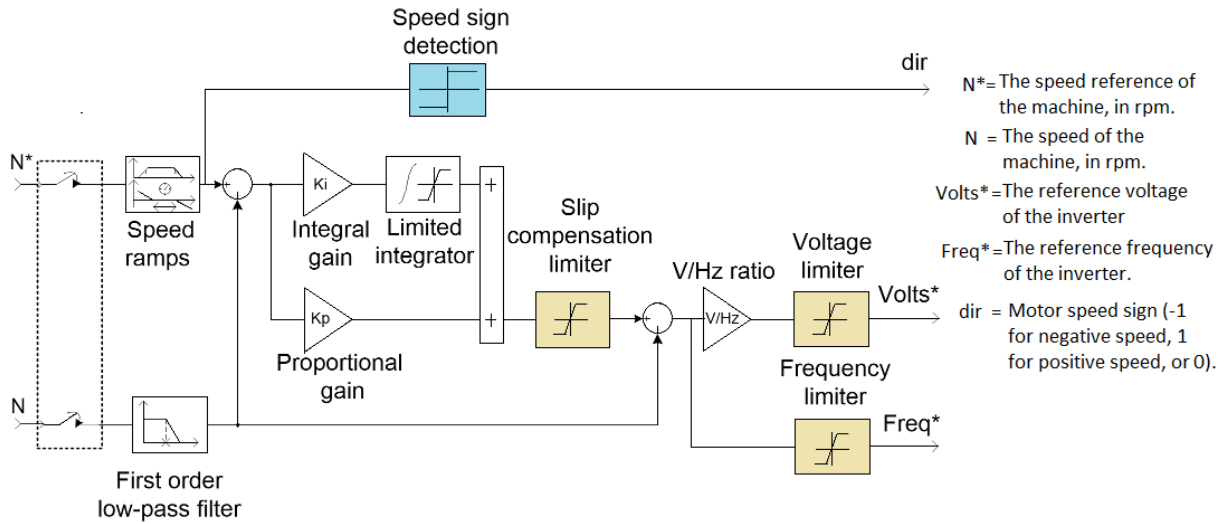 Speed sign
detection
dir
N*
Speed
ramps
Ki
Integral
gain
Limited
integrator
+
+
Kp
Proportional
gain
Slip
compensation
limiter
V/Hz ratio
V/Hz
Voltage
limiter
Volts*
Frequency
limiter
Freq*
N
First order
low-pass filter
N*= The speed reference of
the machine, in rpm.
N = The speed of the
machine, in rpm.
Volts*=The reference voltage
of the inverter
Freq*=The reference frequency
of the inverter.
dir = Motor speed sign (-1
for negative speed, 1
for positive speed, or 0).